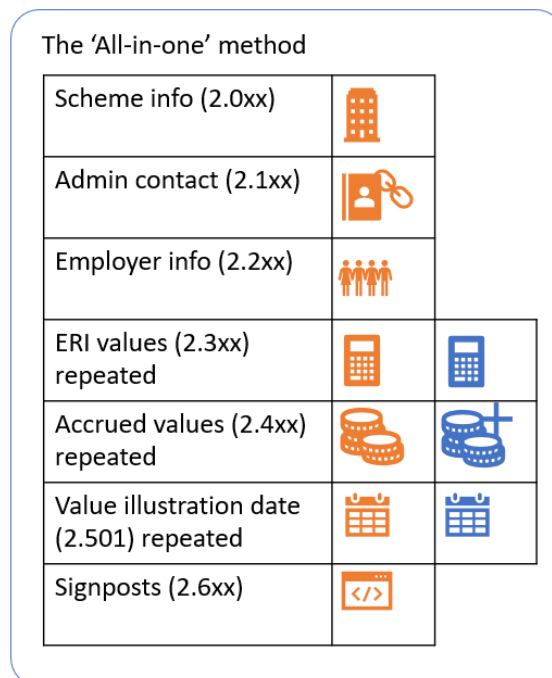 The ‘All-in-one’ method
Scheme info (2.0xx)
Admin contact (2.1xx)
Employer info (2.2xx)
ERI values (2.3xx)
repeated
Accrued values (2.4xx)
repeated
Value illustration date
(2.501) repeated
Signposts (2.6xx)